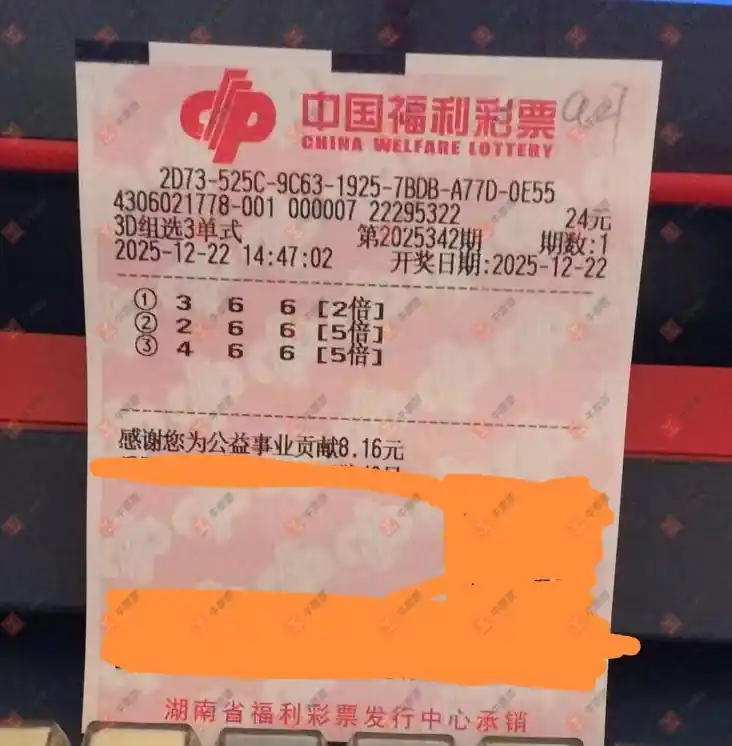 中国福利彩票
CHINA WELFARE LOTTERY
2D73-525C-9C63-1925-7BDB-A77D-0E55
4306021778-001 000007 22295322 24元
3D组选3单式 第2025342期 期数:1
2025-12-22 14:47:02 开奖日期:2025-12-22
① 3 6 6 [2倍]
② 2 6 6 [5倍]
③ 4 6 6 [5倍]
感谢您为公益事业贡献8.16元
湖南省福利彩票发行中心承销